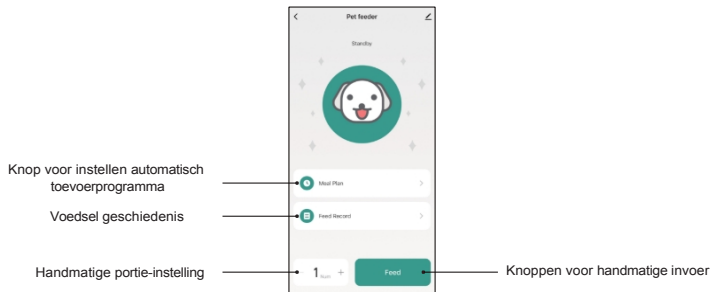 Pet feeder
Standby
Knop voor instellen automatisch
toevoerprogramma
Meal Plan
Voedsel geschiedenis
Feed Record
Handmatige portie-instelling
1
+
Feed
Knoppen voor handmatige invoer